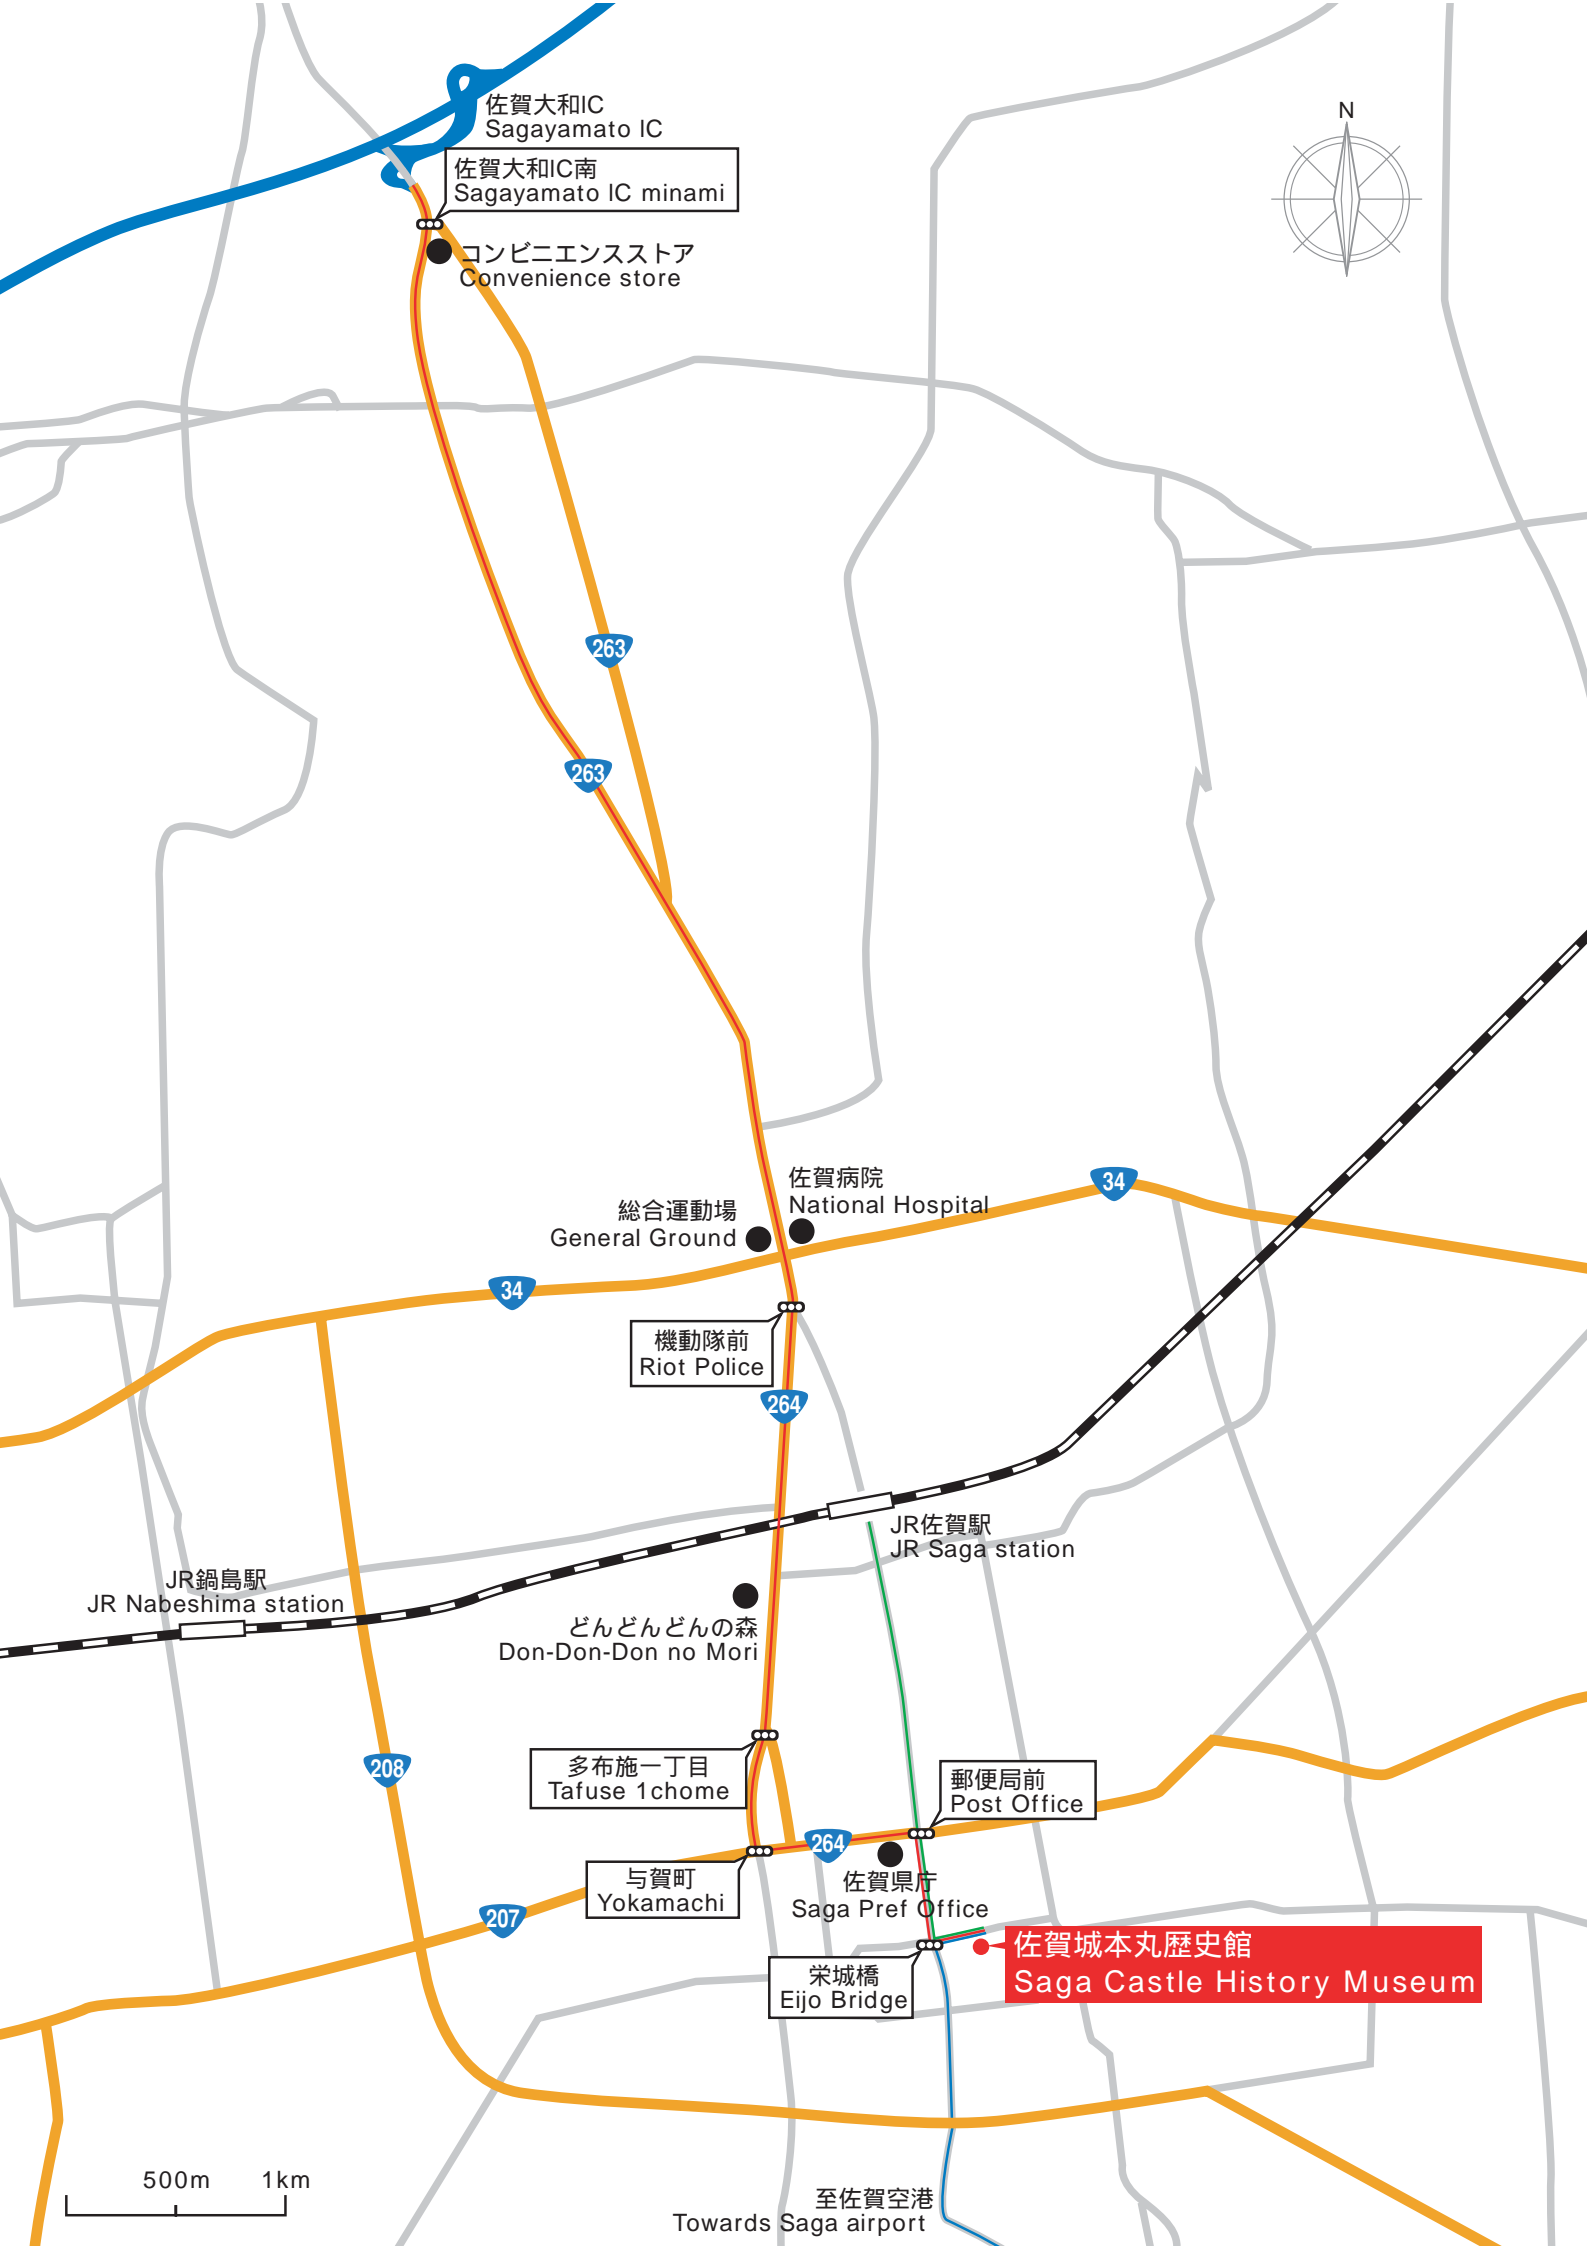 佐賀大和IC
Sagayamato IC
N
佐賀大和IC南
Sagayamato IC minami
コンビニエンスストア
Convenience store
263
263
佐賀病院
National Hospital
34
総合運動場
General Ground
34
機動隊前
Riot Police
264
JR佐賀駅
JR Saga station
JR鍋島駅
JR Nabeshima station
どんどんどんの森
Don-Don-Don no Mori
208
多布施一丁目
Tafuse 1chome
郵便局前
Post Office
264
与賀町
Yokamachi
佐賀県庁
Saga Pref Office
207
佐賀城本丸歴史館
Saga Castle History Museum
栄城橋
Eijo Bridge
500m 1km
至佐賀空港
Towards Saga airport